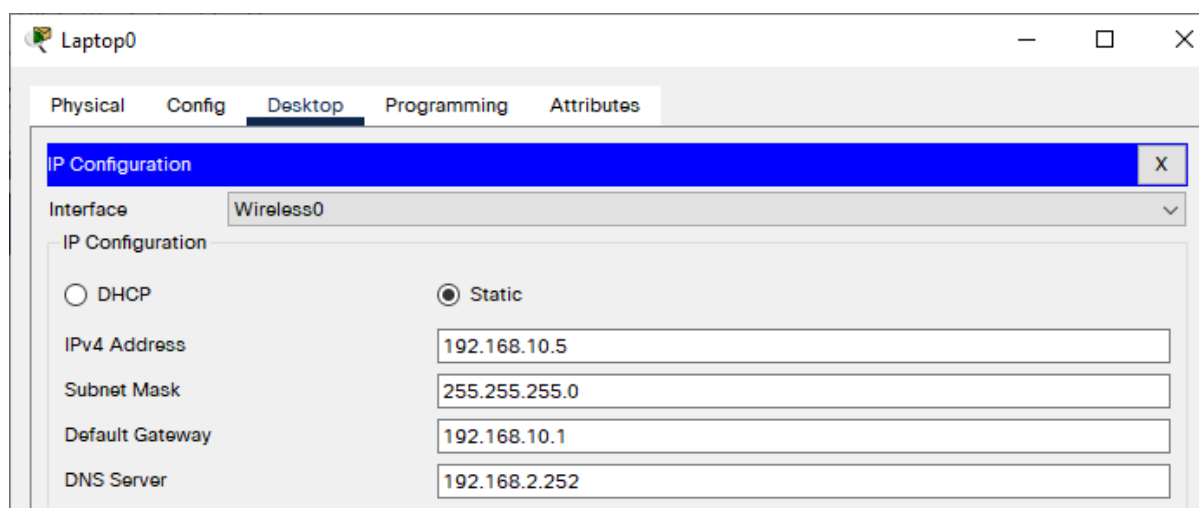 Laptop0
Physical Config Desktop Programming Attributes
IP Configuration X
Interface Wireless0
IP Configuration
DHCP Static
IPv4 Address 192.168.10.5
Subnet Mask 255.255.255.0
Default Gateway 192.168.10.1
DNS Server 192.168.2.252